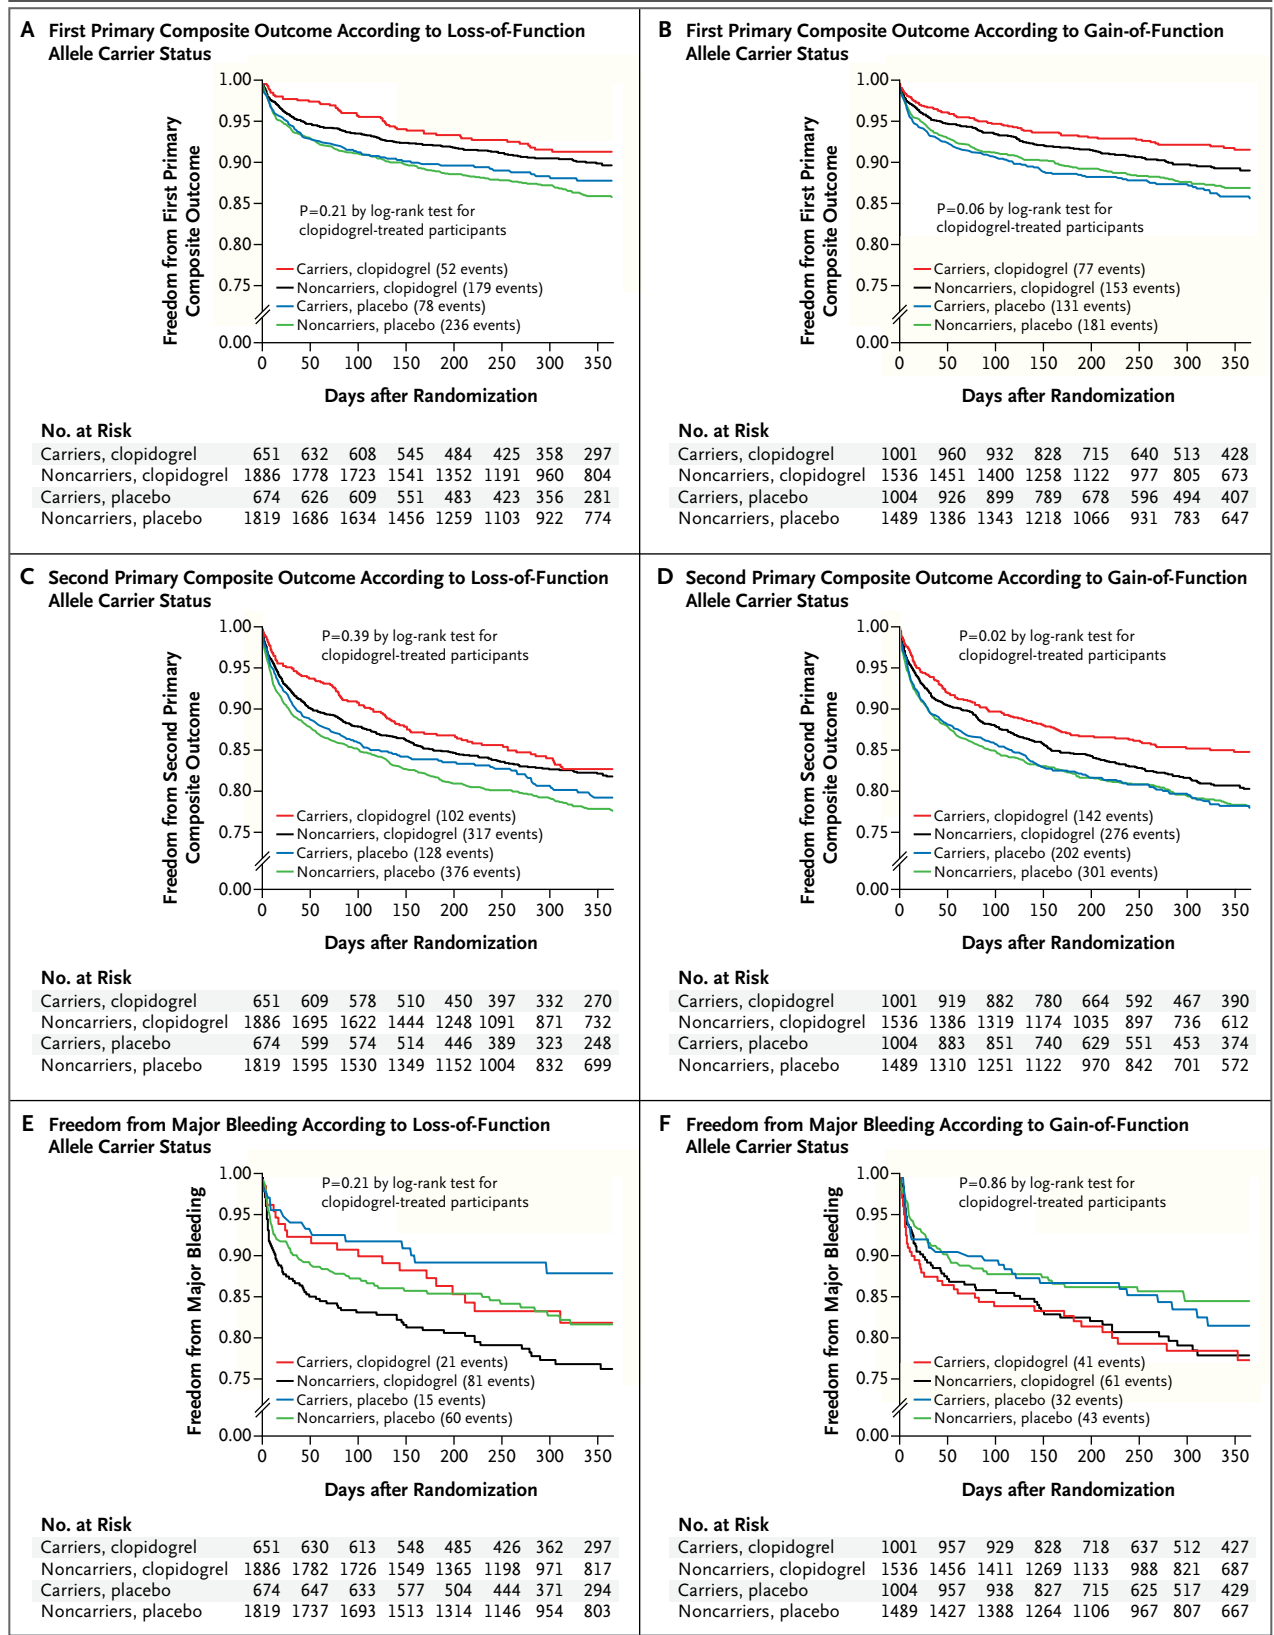 A First Primary Composite Outcome According to Loss-of-Function
Allele Carrier Status
Freedom from First Primary
Composite Outcome
1.00
0.95
0.90
0.85
0.80
0.75
0.00
P=0.21 by log-rank test for
clopidogrel-treated participants
Carriers, clopidogrel (52 events)
Noncarriers, clopidogrel (179 events)
Carriers, placebo (78 events)
Noncarriers, placebo (236 events)
0 50 100 150 200 250 300 350
Days after Randomization
No. at Risk
Carriers, clopidogrel 651 632 608 545 484 425 358 297
Noncarriers, clopidogrel 1886 1778 1723 1541 1352 1191 960 804
Carriers, placebo 674 626 609 551 483 423 356 281
Noncarriers, placebo 1819 1686 1634 1456 1259 1103 922 774
B First Primary Composite Outcome According to Gain-of-Function
Allele Carrier Status
Freedom from First Primary
Composite Outcome
1.00
0.95
0.90
0.85
0.80
0.75
0.00
P=0.06 by log-rank test for
clopidogrel-treated participants
Carriers, clopidogrel (77 events)
Noncarriers, clopidogrel (153 events)
Carriers, placebo (131 events)
Noncarriers, placebo (181 events)
0 50 100 150 200 250 300 350
Days after Randomization
No. at Risk
Carriers, clopidogrel 1001 960 932 828 715 640 513 428
Noncarriers, clopidogrel 1536 1451 1400 1258 1122 977 805 673
Carriers, placebo 1004 926 899 789 678 596 494 407
Noncarriers, placebo 1489 1386 1343 1218 1066 931 783 647
C Second Primary Composite Outcome According to Loss-of-Function
Allele Carrier Status
Freedom from Second Primary
Composite Outcome
1.00
0.95
0.90
0.85
0.80
0.75
0.00
P=0.39 by log-rank test for
clopidogrel-treated participants
Carriers, clopidogrel (102 events)
Noncarriers, clopidogrel (317 events)
Carriers, placebo (128 events)
Noncarriers, placebo (376 events)
0 50 100 150 200 250 300 350
Days after Randomization
No. at Risk
Carriers, clopidogrel 651 609 578 510 450 397 332 270
Noncarriers, clopidogrel 1886 1695 1622 1444 1248 1091 871 732
Carriers, placebo 674 599 574 514 446 389 323 248
Noncarriers, placebo 1819 1595 1530 1349 1152 1004 832 699
D Second Primary Composite Outcome According to Gain-of-Function
Allele Carrier Status
Freedom from Second Primary
Composite Outcome
1.00
0.95
0.90
0.85
0.80
0.75
0.00
P=0.02 by log-rank test for
clopidogrel-treated participants
Carriers, clopidogrel (142 events)
Noncarriers, clopidogrel (276 events)
Carriers, placebo (202 events)
Noncarriers, placebo (301 events)
0 50 100 150 200 250 300 350
Days after Randomization
No. at Risk
Carriers, clopidogrel 1001 919 882 780 664 592 467 390
Noncarriers, clopidogrel 1536 1386 1319 1174 1035 897 736 612
Carriers, placebo 1004 883 851 740 629 551 453 374
Noncarriers, placebo 1489 1310 1251 1122 970 842 701 572
E Freedom from Major Bleeding According to Loss-of-Function
Allele Carrier Status
Freedom from Major Bleeding
1.00
0.95
0.90
0.85
0.80
0.75
0.00
P=0.21 by log-rank test for
clopidogrel-treated participants
Carriers, clopidogrel (21 events)
Noncarriers, clopidogrel (81 events)
Carriers, placebo (15 events)
Noncarriers, placebo (60 events)
0 50 100 150 200 250 300 350
Days after Randomization
No. at Risk
Carriers, clopidogrel 651 630 613 548 485 426 362 297
Noncarriers, clopidogrel 1886 1782 1726 1549 1365 1198 971 817
Carriers, placebo 674 647 633 577 504 444 371 294
Noncarriers, placebo 1819 1737 1693 1513 1314 1146 954 803
F Freedom from Major Bleeding According to Gain-of-Function
Allele Carrier Status
Freedom from Major Bleeding
1.00
0.95
0.90
0.85
0.80
0.75
0.00
P=0.86 by log-rank test for
clopidogrel-treated participants
Carriers, clopidogrel (41 events)
Noncarriers, clopidogrel (61 events)
Carriers, placebo (32 events)
Noncarriers, placebo (43 events)
0 50 100 150 200 250 300 350
Days after Randomization
No. at Risk
Carriers, clopidogrel 1001 957 929 828 718 637 512 427
Noncarriers, clopidogrel 1536 1456 1411 1269 1133 988 821 687
Carriers, placebo 1004 957 938 827 715 625 517 429
Noncarriers, placebo 1489 1427 1388 1264 1106 967 807 667